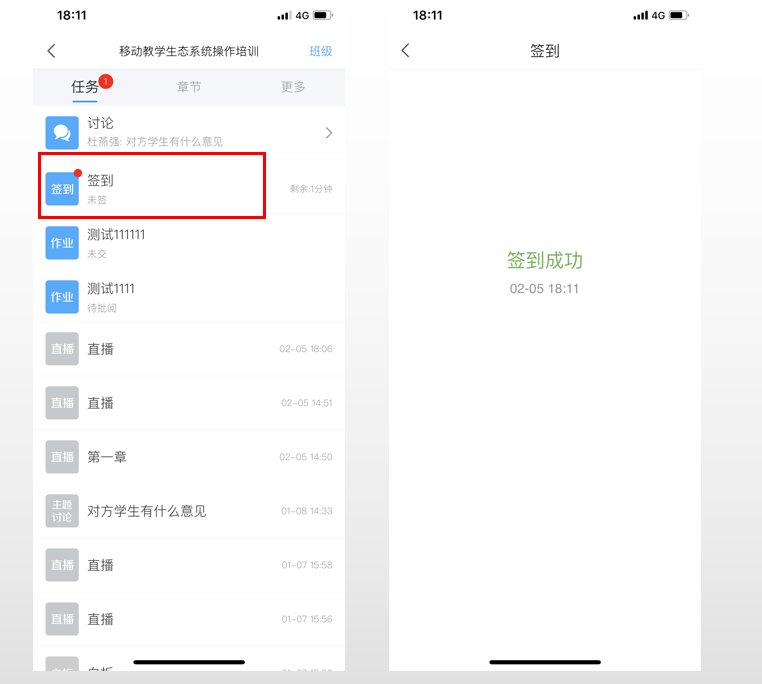 18:11
4G
移动教学生态系统操作培训
班级
任务
1
章节
更多
讨论
杜燕强: 对方学生有什么意见
签到
签到
未签
剩余:1分钟
作业
测试111111
未交
作业
测试1111
待批阅
直播
直播
02-05 18:06
直播
直播
02-05 14:51
直播
第一章
02-05 14:50
主题
讨论
对方学生有什么意见
01-08 14:33
直播
直播
01-07 15:58
直播
直播
01-07 15:56
18:11
4G
签到
签到成功
02-05 18:11